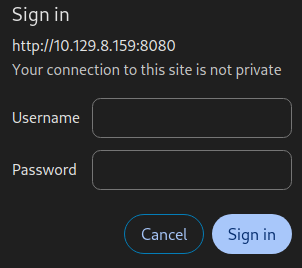 Sign in
http://10.129.8.159:8080
Your connection to this site is not private
Username
Password
Cancel
Sign in